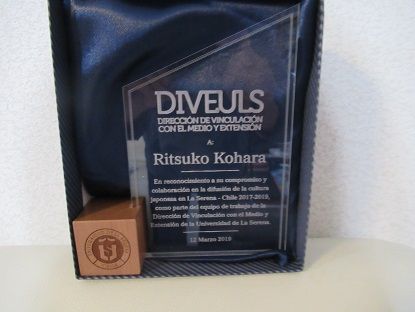 DIVEULS
DIRECCIÓN DE VINCULACIÓN
CON EL MEDIO Y EXTENSIÓN
A:
Ritsuko Kohara
En reconocimiento a su compromiso y
colaboración en la difusión de la cultura
japonesa en La Serena - Chile 2017-2019,
como parte del equipo de trabajo de la
Dirección de Vinculación con el Medio y
Extensión de la Universidad de La Serena.
12 Marzo 2019